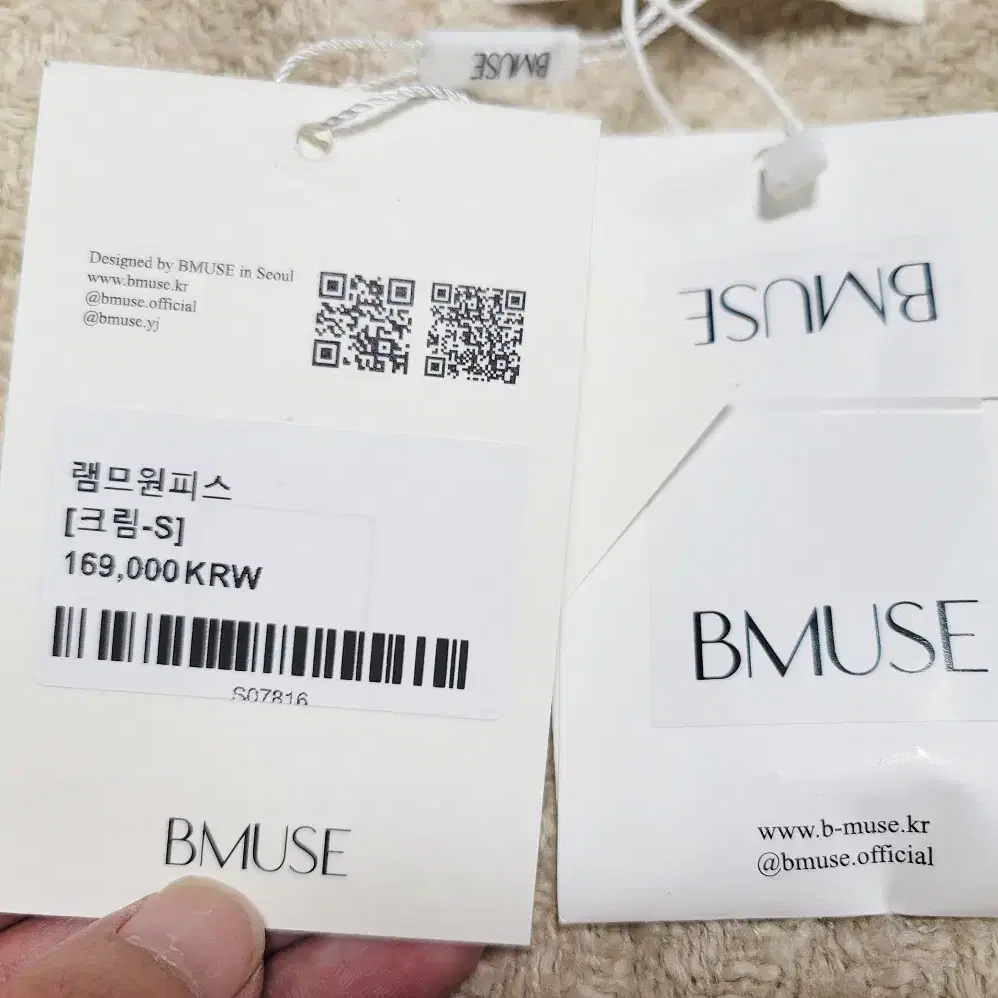 BMUSE
Designed by BMUSE in Seoul
www.bmuse.kr
@bmuse.official
@bmuse.yj
램므원피스
[크림-S]
169,000KRW
S07816
BMUSE
BMUSE
BMUSE
www.b-muse.kr
@bmuse.official